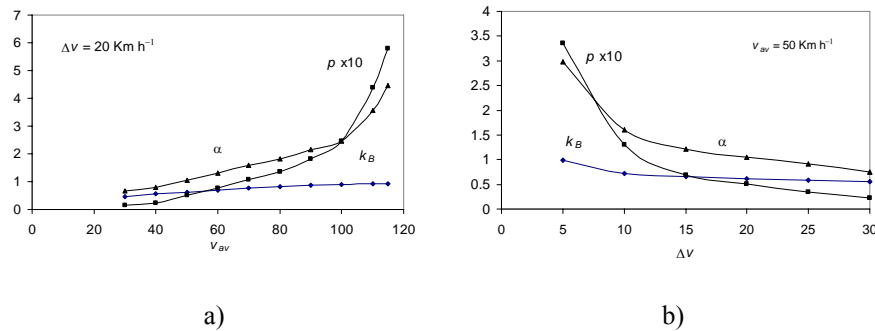 Δv = 20 Km h⁻¹
7
6
5
4
3
2
1
0
p x10
α
k_B
0 20 40 60 80 100 120
v_av
a)
v_av = 50 Km h⁻¹
4
3.5
3
2.5
2
1.5
1
0.5
0
p x10
α
k_B
0 5 10 15 20 25 30
Δv
b)